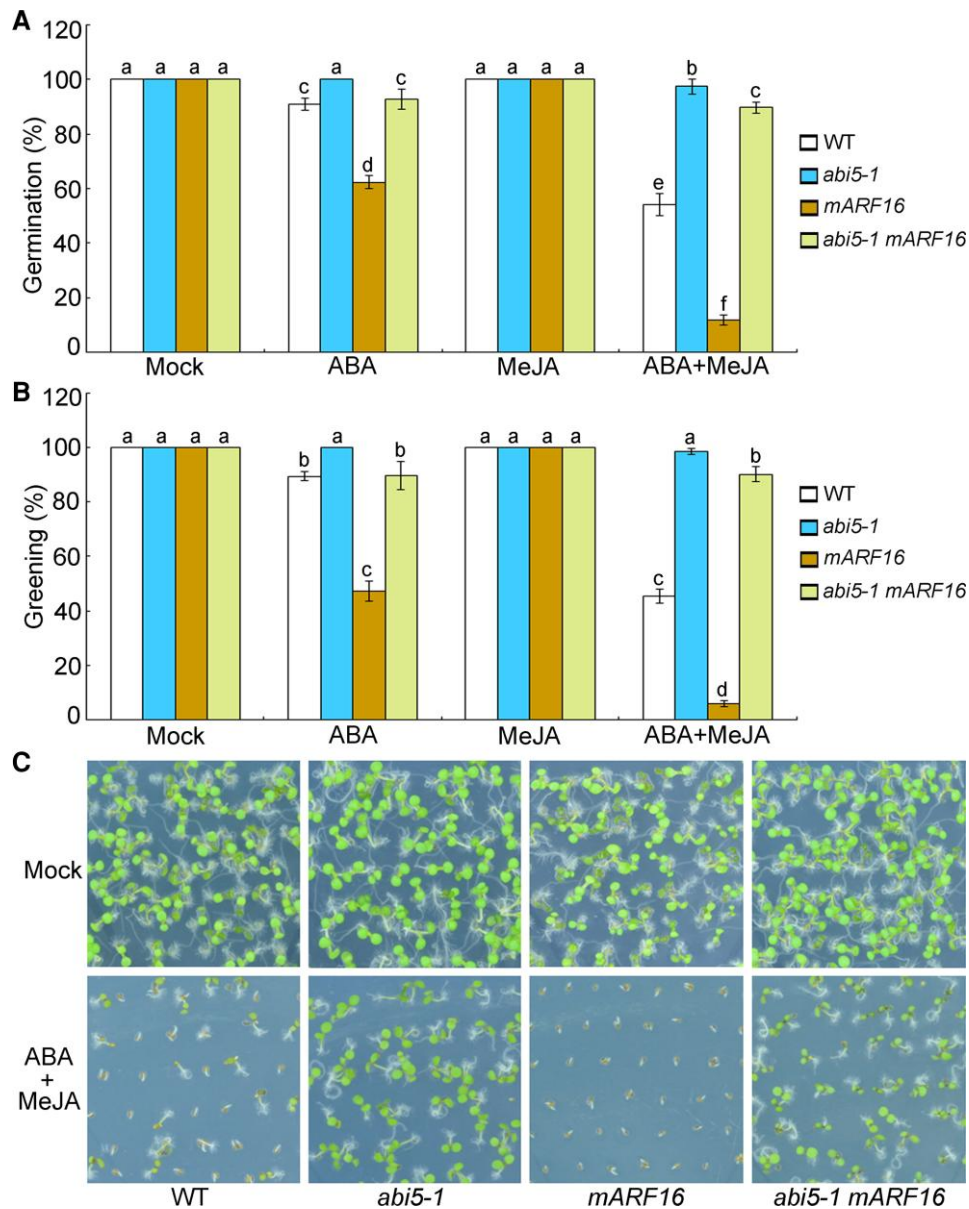 A
120
100
80
60
40
20
0
Germination (%)
a a a a
c a d c
a a a a
e b f c
Mock ABA MeJA ABA+MeJA
WT
abi5-1
mARF16
abi5-1 mARF16
B
120
100
80
60
40
20
0
Greening (%)
a a a a
b a c b
a a a a
c a d b
Mock ABA MeJA ABA+MeJA
WT
abi5-1
mARF16
abi5-1 mARF16
C
Mock
ABA
+
MeJA
WT abi5-1 mARF16 abi5-1 mARF16